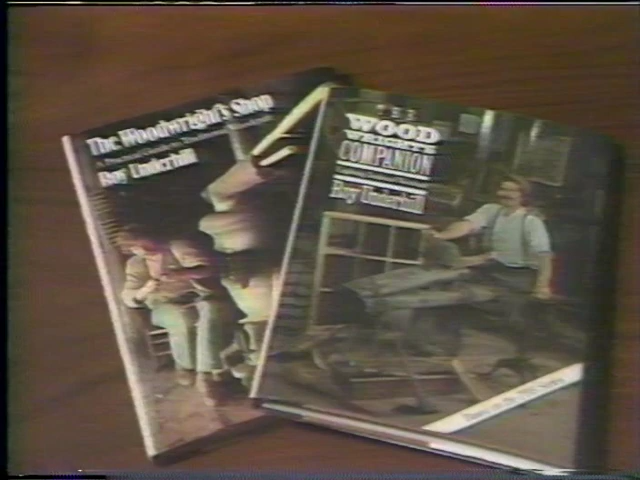 The Woodwright's Shop
Roy Underhill
THE
WOOD
WRIGHT'S
COMPANION
Roy Underhill